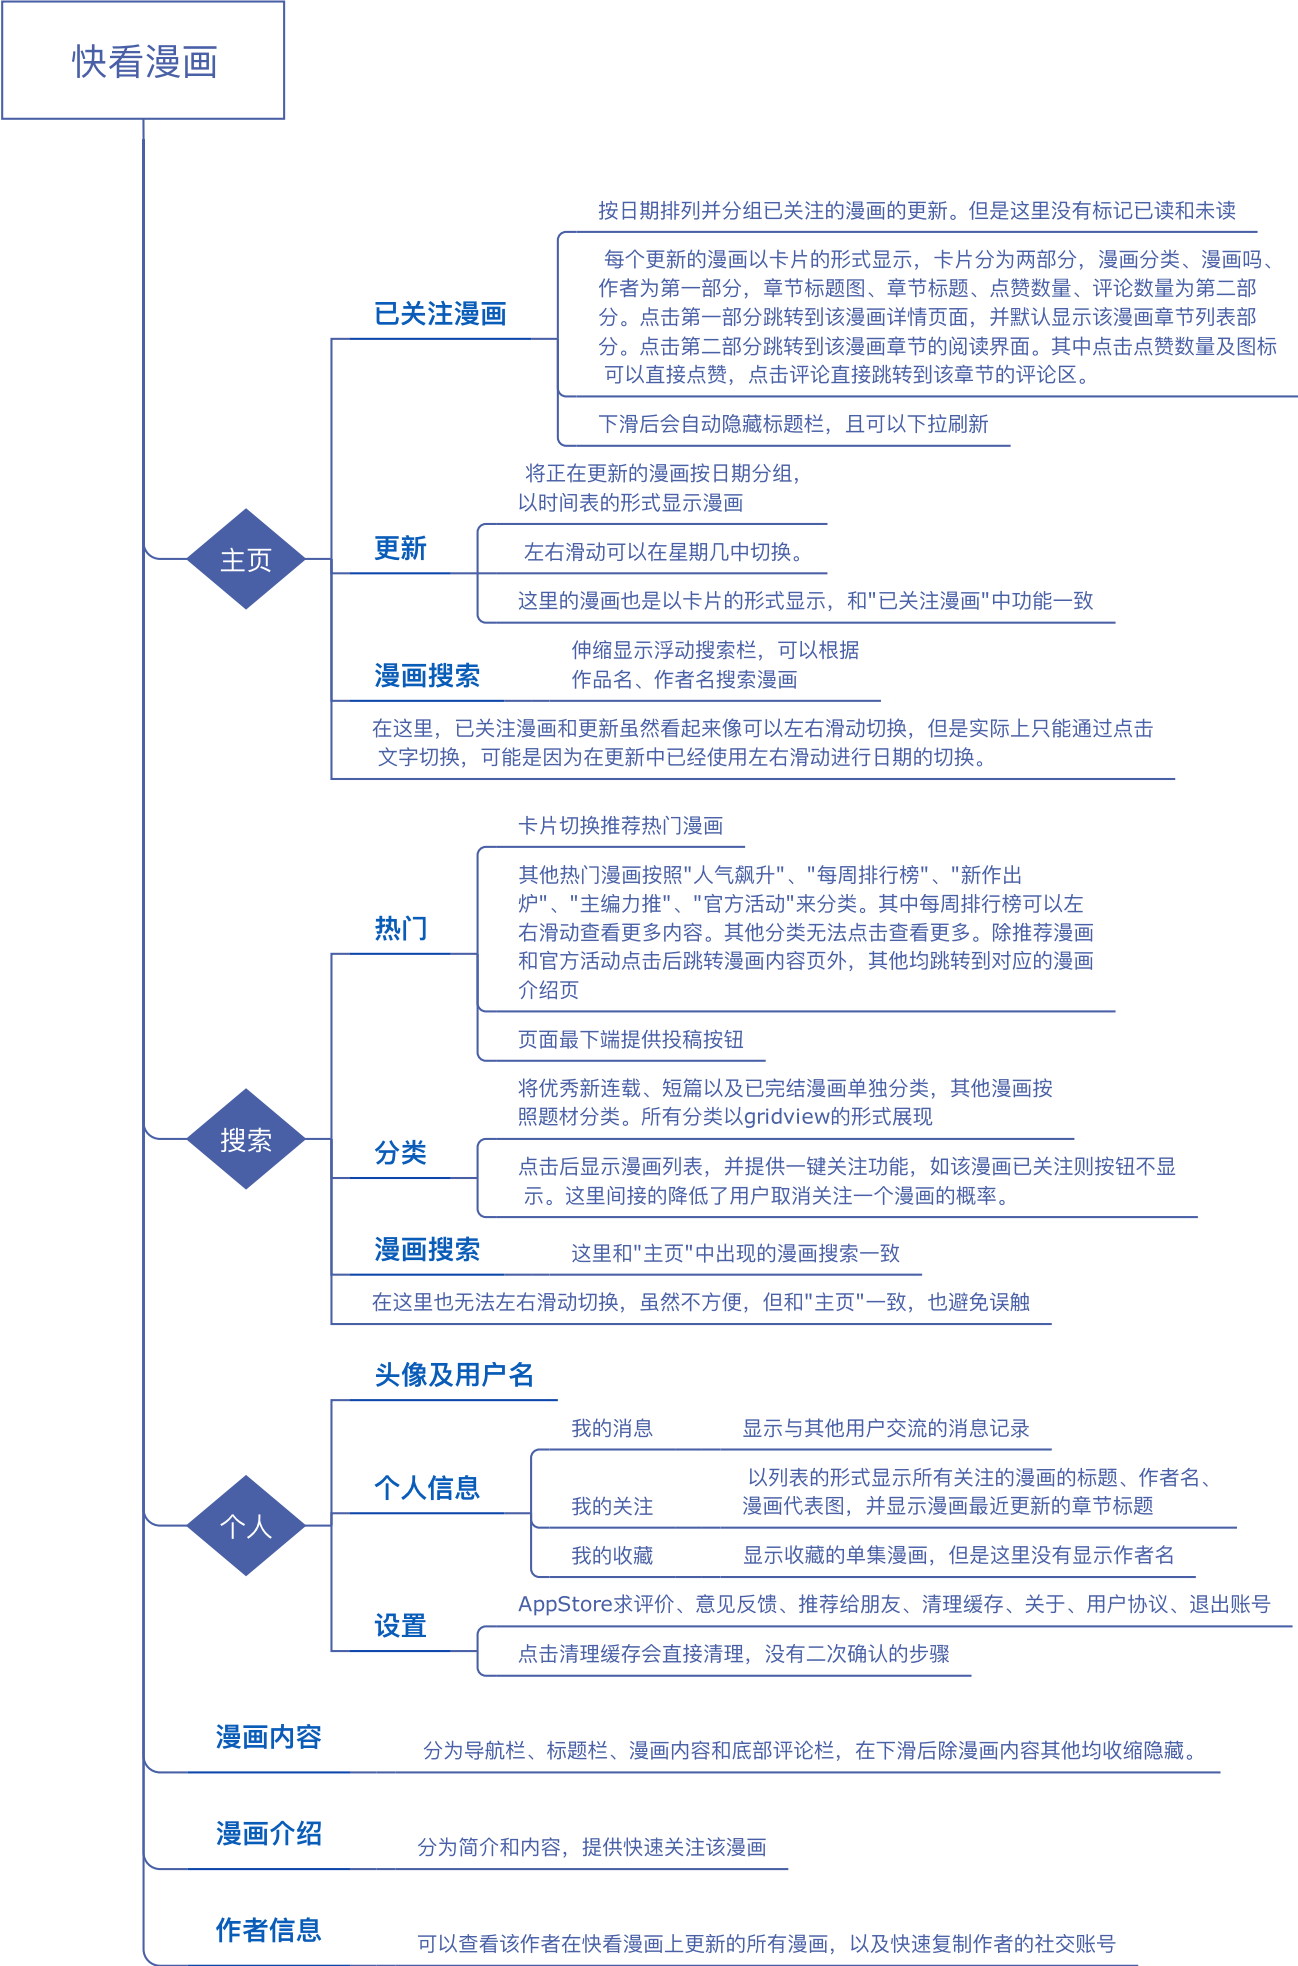 快看漫画
主页
已关注漫画
按日期排列并分组已关注的漫画的更新。但是这里没有标记已读和未读
每个更新的漫画以卡片的形式显示，卡片分为两部分，漫画分类、漫画吗、
作者为第一部分，章节标题图、章节标题、点赞数量、评论数量为第二部
分。点击第一部分跳转到该漫画详情页面，并默认显示该漫画章节列表部
分。点击第二部分跳转到该漫画章节的阅读界面。其中点击点赞数量及图标
可以直接点赞，点击评论直接跳转到该章节的评论区。
下滑后会自动隐藏标题栏，且可以下拉刷新
更新
将正在更新的漫画按日期分组，
以时间表的形式显示漫画
左右滑动可以在星期几中切换。
这里的漫画也是以卡片的形式显示，和"已关注漫画"中功能一致
漫画搜索
伸缩显示浮动搜索栏，可以根据
作品名、作者名搜索漫画
在这里，已关注漫画和更新虽然看起来像可以左右滑动切换，但是实际上只能通过点击
文字切换，可能是因为在更新中已经使用左右滑动进行日期的切换。
搜索
热门
卡片切换推荐热门漫画
其他热门漫画按照"人气飙升"、"每周排行榜"、"新作出
炉"、"主编力推"、"官方活动"来分类。其中每周排行榜可以左
右滑动查看更多内容。其他分类无法点击查看更多。除推荐漫画
和官方活动点击后跳转漫画内容页外，其他均跳转到对应的漫画
介绍页
页面最下端提供投稿按钮
分类
将优秀新连载、短篇以及已完结漫画单独分类，其他漫画按
照题材分类。所有分类以gridview的形式展现
点击后显示漫画列表，并提供一键关注功能，如该漫画已关注则按钮不显
示。这里间接的降低了用户取消关注一个漫画的概率。
漫画搜索
这里和"主页"中出现的漫画搜索一致
在这里也无法左右滑动切换，虽然不方便，但和"主页"一致，也避免误触
个人
头像及用户名
个人信息
我的消息
显示与其他用户交流的消息记录
我的关注
以列表的形式显示所有关注的漫画的标题、作者名、
漫画代表图，并显示漫画最近更新的章节标题
我的收藏
显示收藏的单集漫画，但是这里没有显示作者名
设置
AppStore求评价、意见反馈、推荐给朋友、清理缓存、关于、用户协议、退出账号
点击清理缓存会直接清理，没有二次确认的步骤
漫画内容
分为导航栏、标题栏、漫画内容和底部评论栏，在下滑后除漫画内容其他均收缩隐藏。
漫画介绍
分为简介和内容，提供快速关注该漫画
作者信息
可以查看该作者在快看漫画上更新的所有漫画，以及快速复制作者的社交账号